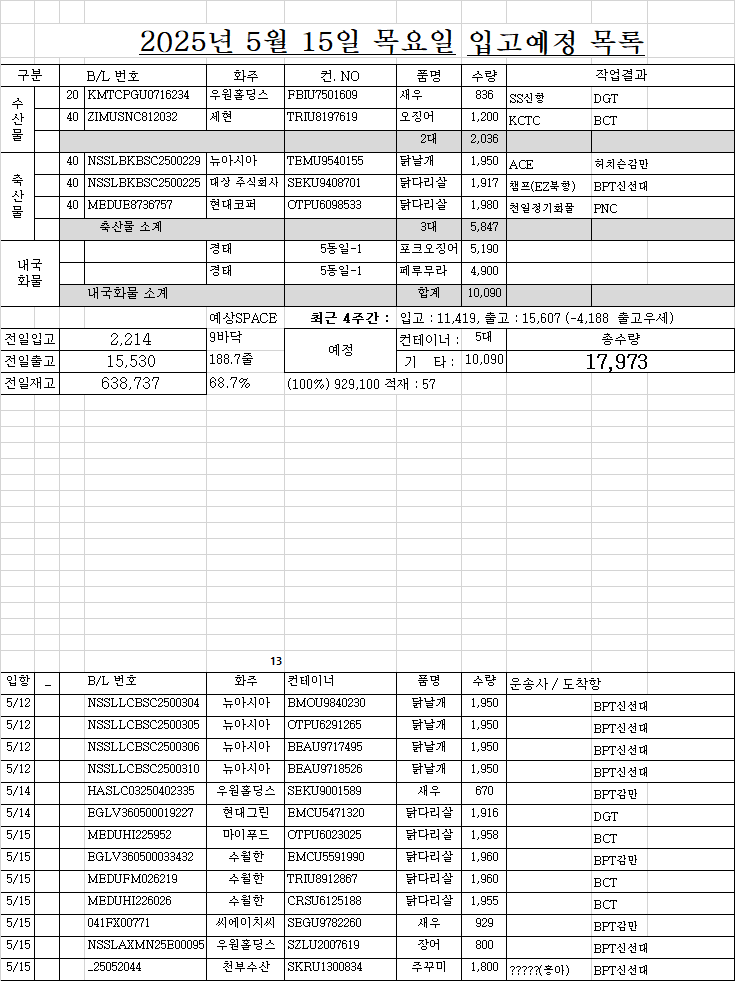 2025년 5월 15일 목요일 입고예정 목록
구분 B/L 번호 화주 컨. NO 품명 수량 작업결과
수산물 20 KMTCPGU0716234 우원홀딩스 FBIU7501609 새우 836 SS신항 DGT
40 ZIMUSNC812032 세현 TRIU8197619 오징어 1,200 KCTC BCT
2대 2,036
축산물 40 NSSLBKBSC2500229 뉴아시아 TEMU9540155 닭날개 1,950 ACE 허치슨감만
40 NSSLBKBSC2500225 대상 주식회사 SEKU9408701 닭다리살 1,917 캠프(EZ북항) BPT신선대
40 MEDUE8736757 현대코퍼 OTPU6098533 닭다리살 1,980 천일정기화물 PNC
축산물 소계 3대 5,847
내국화물 경태 5동일-1 포크오징어 5,190
경태 5동일-1 페루무라 4,900
내국화물 소계 합계 10,090
예상SPACE 최근 4주간 : 입고 : 11,419, 출고 : 15,607 (-4,188 출고우세)
전일입고 2,214 9바닥 예정 컨테이너 : 5대 총수량
전일출고 15,530 188.7줄 기 타 : 10,090 17,973
전일재고 638,737 68.7% (100%) 929,100 적재 : 57
13
입항 _ B/L 번호 화주 컨테이너 품명 수량 운송사 / 도착항
5/12 NSSLLCBSC2500304 뉴아시아 BMOU9840230 닭날개 1,950 BPT신선대
5/12 NSSLLCBSC2500305 뉴아시아 OTPU6291265 닭날개 1,950 BPT신선대
5/12 NSSLLCBSC2500306 뉴아시아 BEAU9717495 닭날개 1,950 BPT신선대
5/12 NSSLLCBSC2500310 뉴아시아 BEAU9718526 닭날개 1,950 BPT신선대
5/14 HASLC03250402335 우원홀딩스 SEKU9001589 새우 670 BPT감만
5/14 EGLV360500019227 현대그린 EMCU5471320 닭다리살 1,916 DGT
5/15 MEDUHI225952 마이푸드 OTPU6023025 닭다리살 1,958 BCT
5/15 EGLV360500033432 수월한 EMCU5591990 닭다리살 1,960 BPT감만
5/15 MEDUFM026219 수월한 TRIU8912867 닭다리살 1,960 BCT
5/15 MEDUHI226026 수월한 CRSU6125188 닭다리살 1,955 BCT
5/15 041FX00771 씨에이치씨 SEGU9782260 새우 929 BPT감만
5/15 NSSLAXMN25E00095 우원홀딩스 SZLU2007619 장어 800 BPT신선대
5/15 _25052044 천부수산 SKRU1300834 주꾸미 1,800 ?????(흥아) BPT신선대